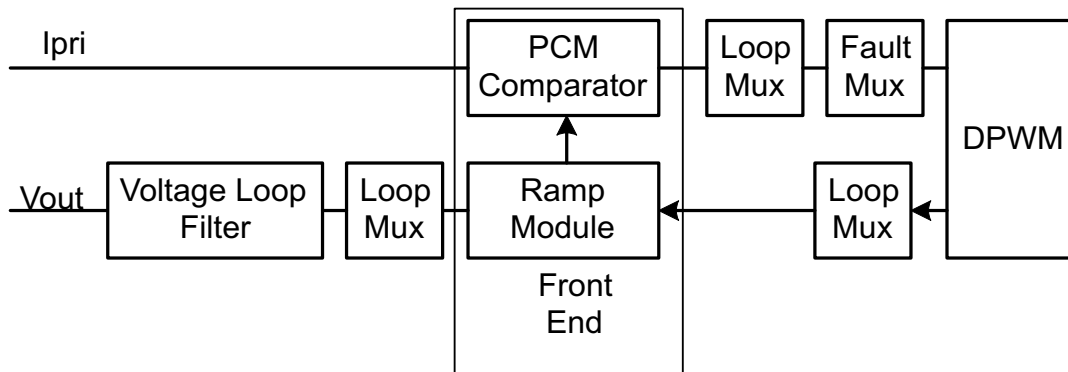 Ipri
PCM
Comparator
Loop
Mux
Fault
Mux
DPWM
Vout
Voltage Loop
Filter
Loop
Mux
Ramp
Module
Loop
Mux
Front
End